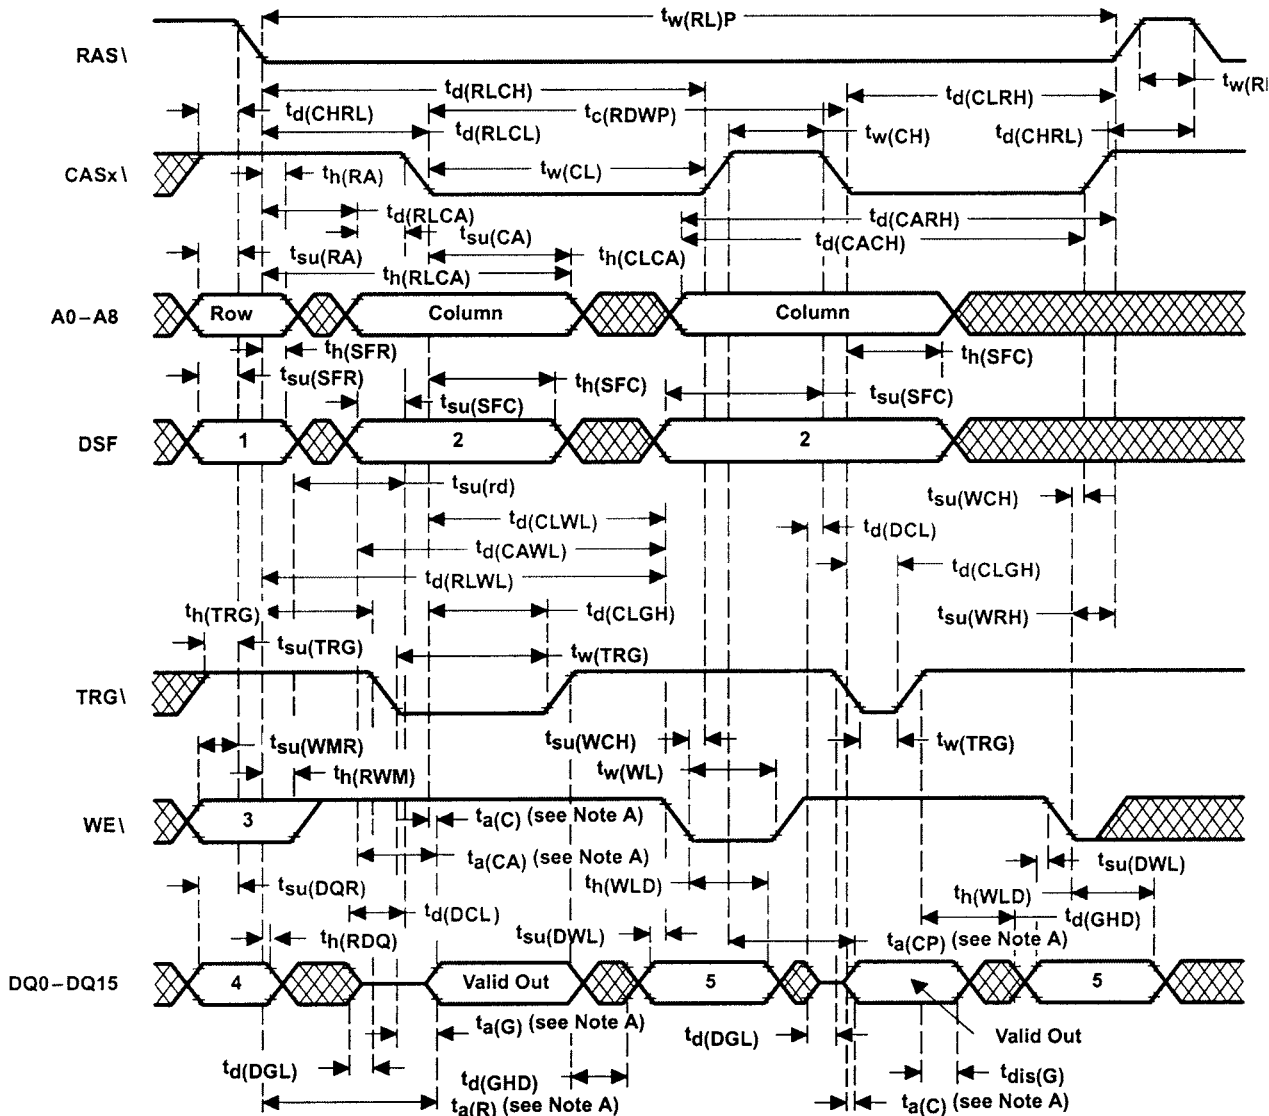 tw(RL)P
RAS\
td(RLCH)
td(CLRH)
tw(R
td(CHRL)
tc(RDWP)
td(RLCL)
tw(CH)
td(CHRL)
CASx\
th(RA)
tw(CL)
td(RLCA)
tsu(CA)
td(CARH)
tsu(RA)
th(CLCA)
td(CACH)
th(RLCA)
A0–A8
Row
Column
Column
th(SFR)
tsu(SFR)
th(SFC)
th(SFC)
tsu(SFC)
tsu(SFC)
DSF
1
2
2
tsu(rd)
tsu(WCH)
td(CLWL)
td(DCL)
td(CAWL)
td(CLGH)
td(RLWL)
th(TRG)
td(CLGH)
tsu(WRH)
tsu(TRG)
tw(TRG)
TRG\
tsu(WMR)
tsu(WCH)
tw(TRG)
th(RWM)
tw(WL)
WE\
3
ta(C) (see Note A)
ta(CA) (see Note A)
tsu(DWL)
tsu(DQR)
th(WLD)
th(WLD)
td(DCL)
td(GHD)
th(RDQ)
tsu(DWL)
ta(CP) (see Note A)
DQ0–DQ15
4
Valid Out
5
5
ta(G) (see Note A)
Valid Out
td(DGL)
td(DGL)
td(GHD)
tdis(G)
ta(R) (see Note A)
ta(C) (see Note A)